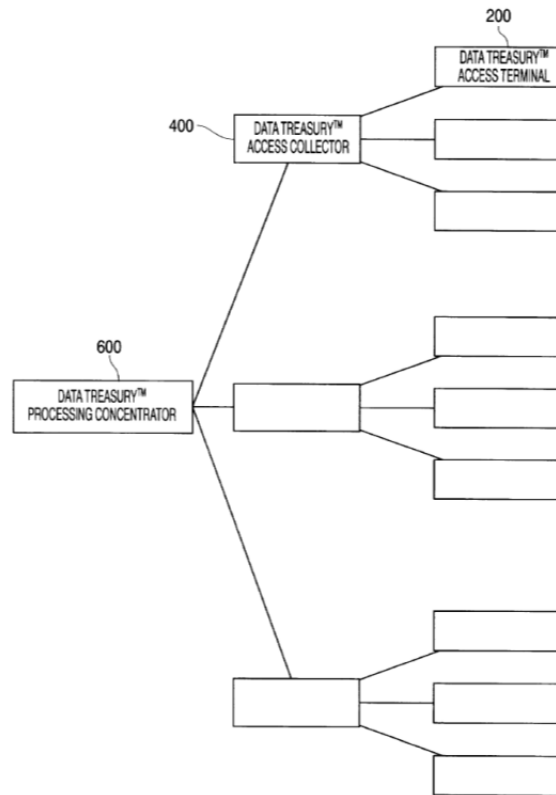 200
DATA TREASURY™
ACCESS TERMINAL
400
DATA TREASURY™
ACCESS COLLECTOR
600
DATA TREASURY™
PROCESSING CONCENTRATOR